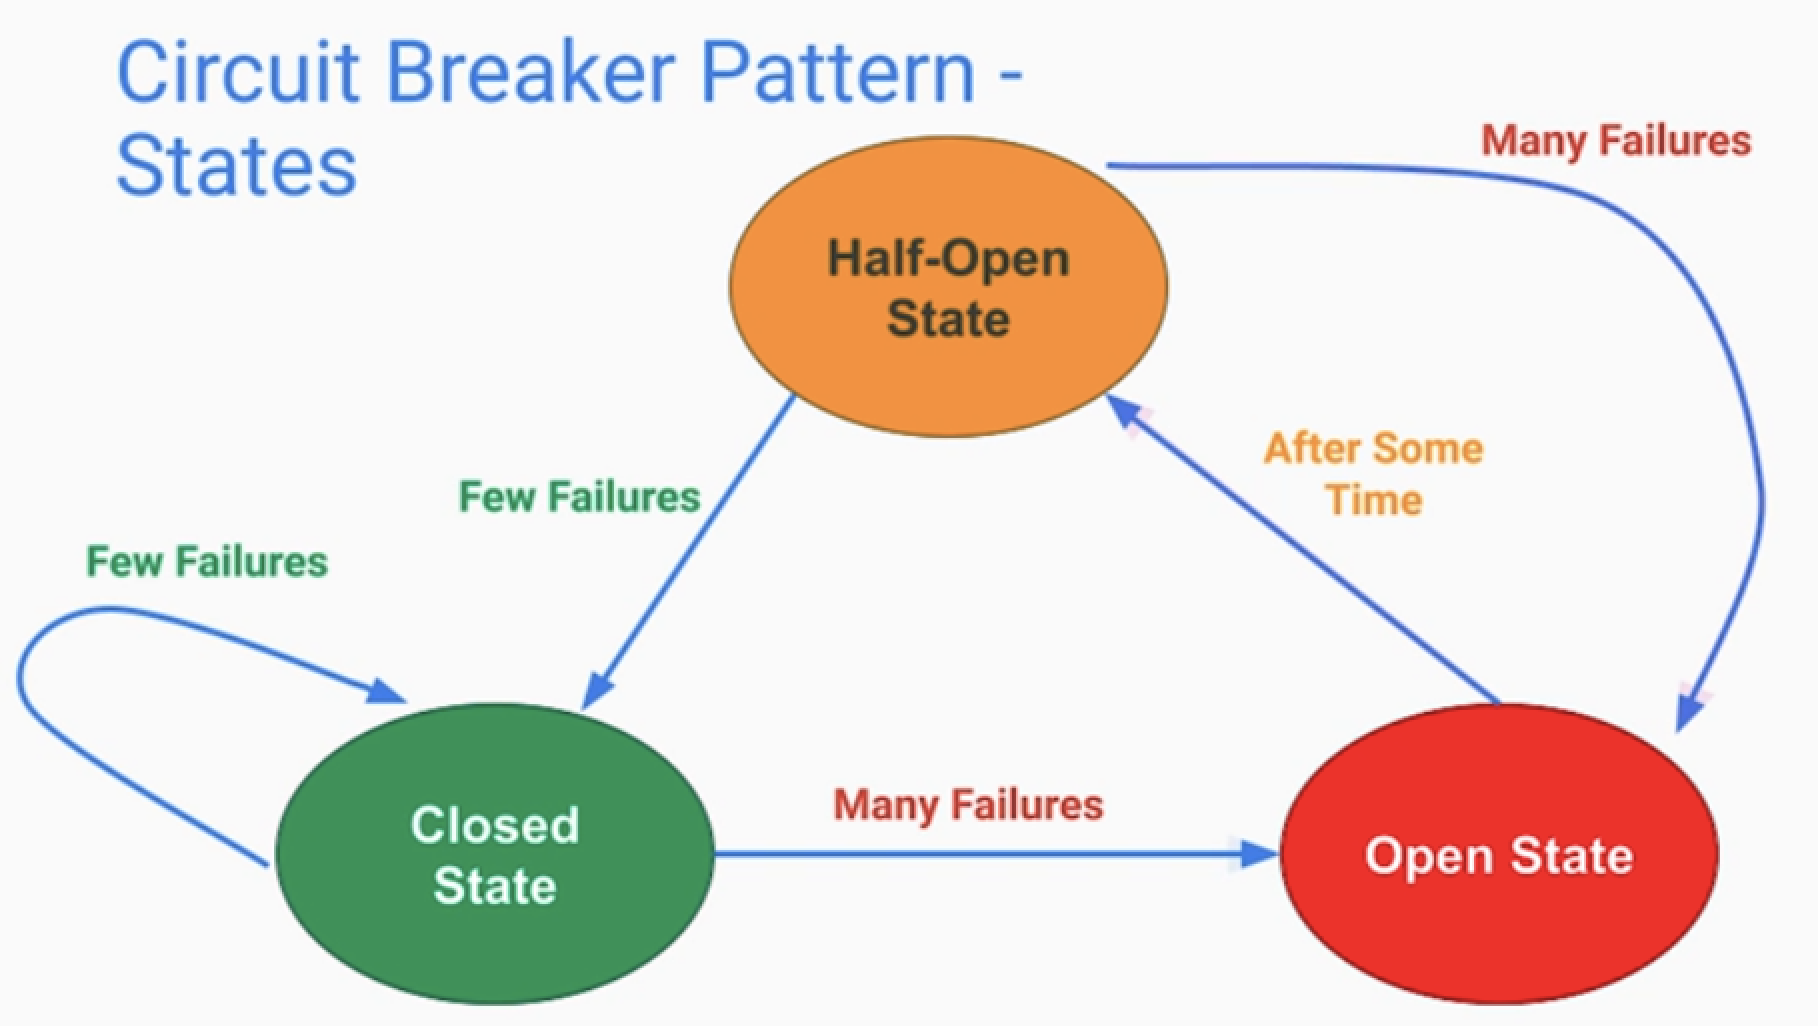 Circuit Breaker Pattern -
States
Many Failures
Half-Open
State
After Some
Time
Few Failures
Few Failures
Many Failures
Closed
State
Open State